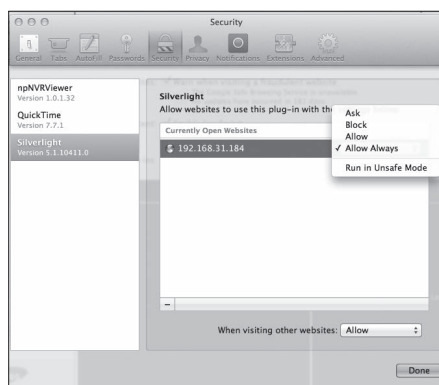 Security
General Tabs AutoFill Passwords Security Privacy Notifications Extensions Advanced
npNVRViewer
Version 1.0.1.32
QuickTime
Version 7.7.1
Silverlight
Version 5.1.10411.0
Silverlight
Allow websites to use this plug-in with the
Currently Open Websites
192.168.31.184
Ask
Block
Allow
✓ Allow Always
Run in Unsafe Mode
When visiting other websites: Allow
Done